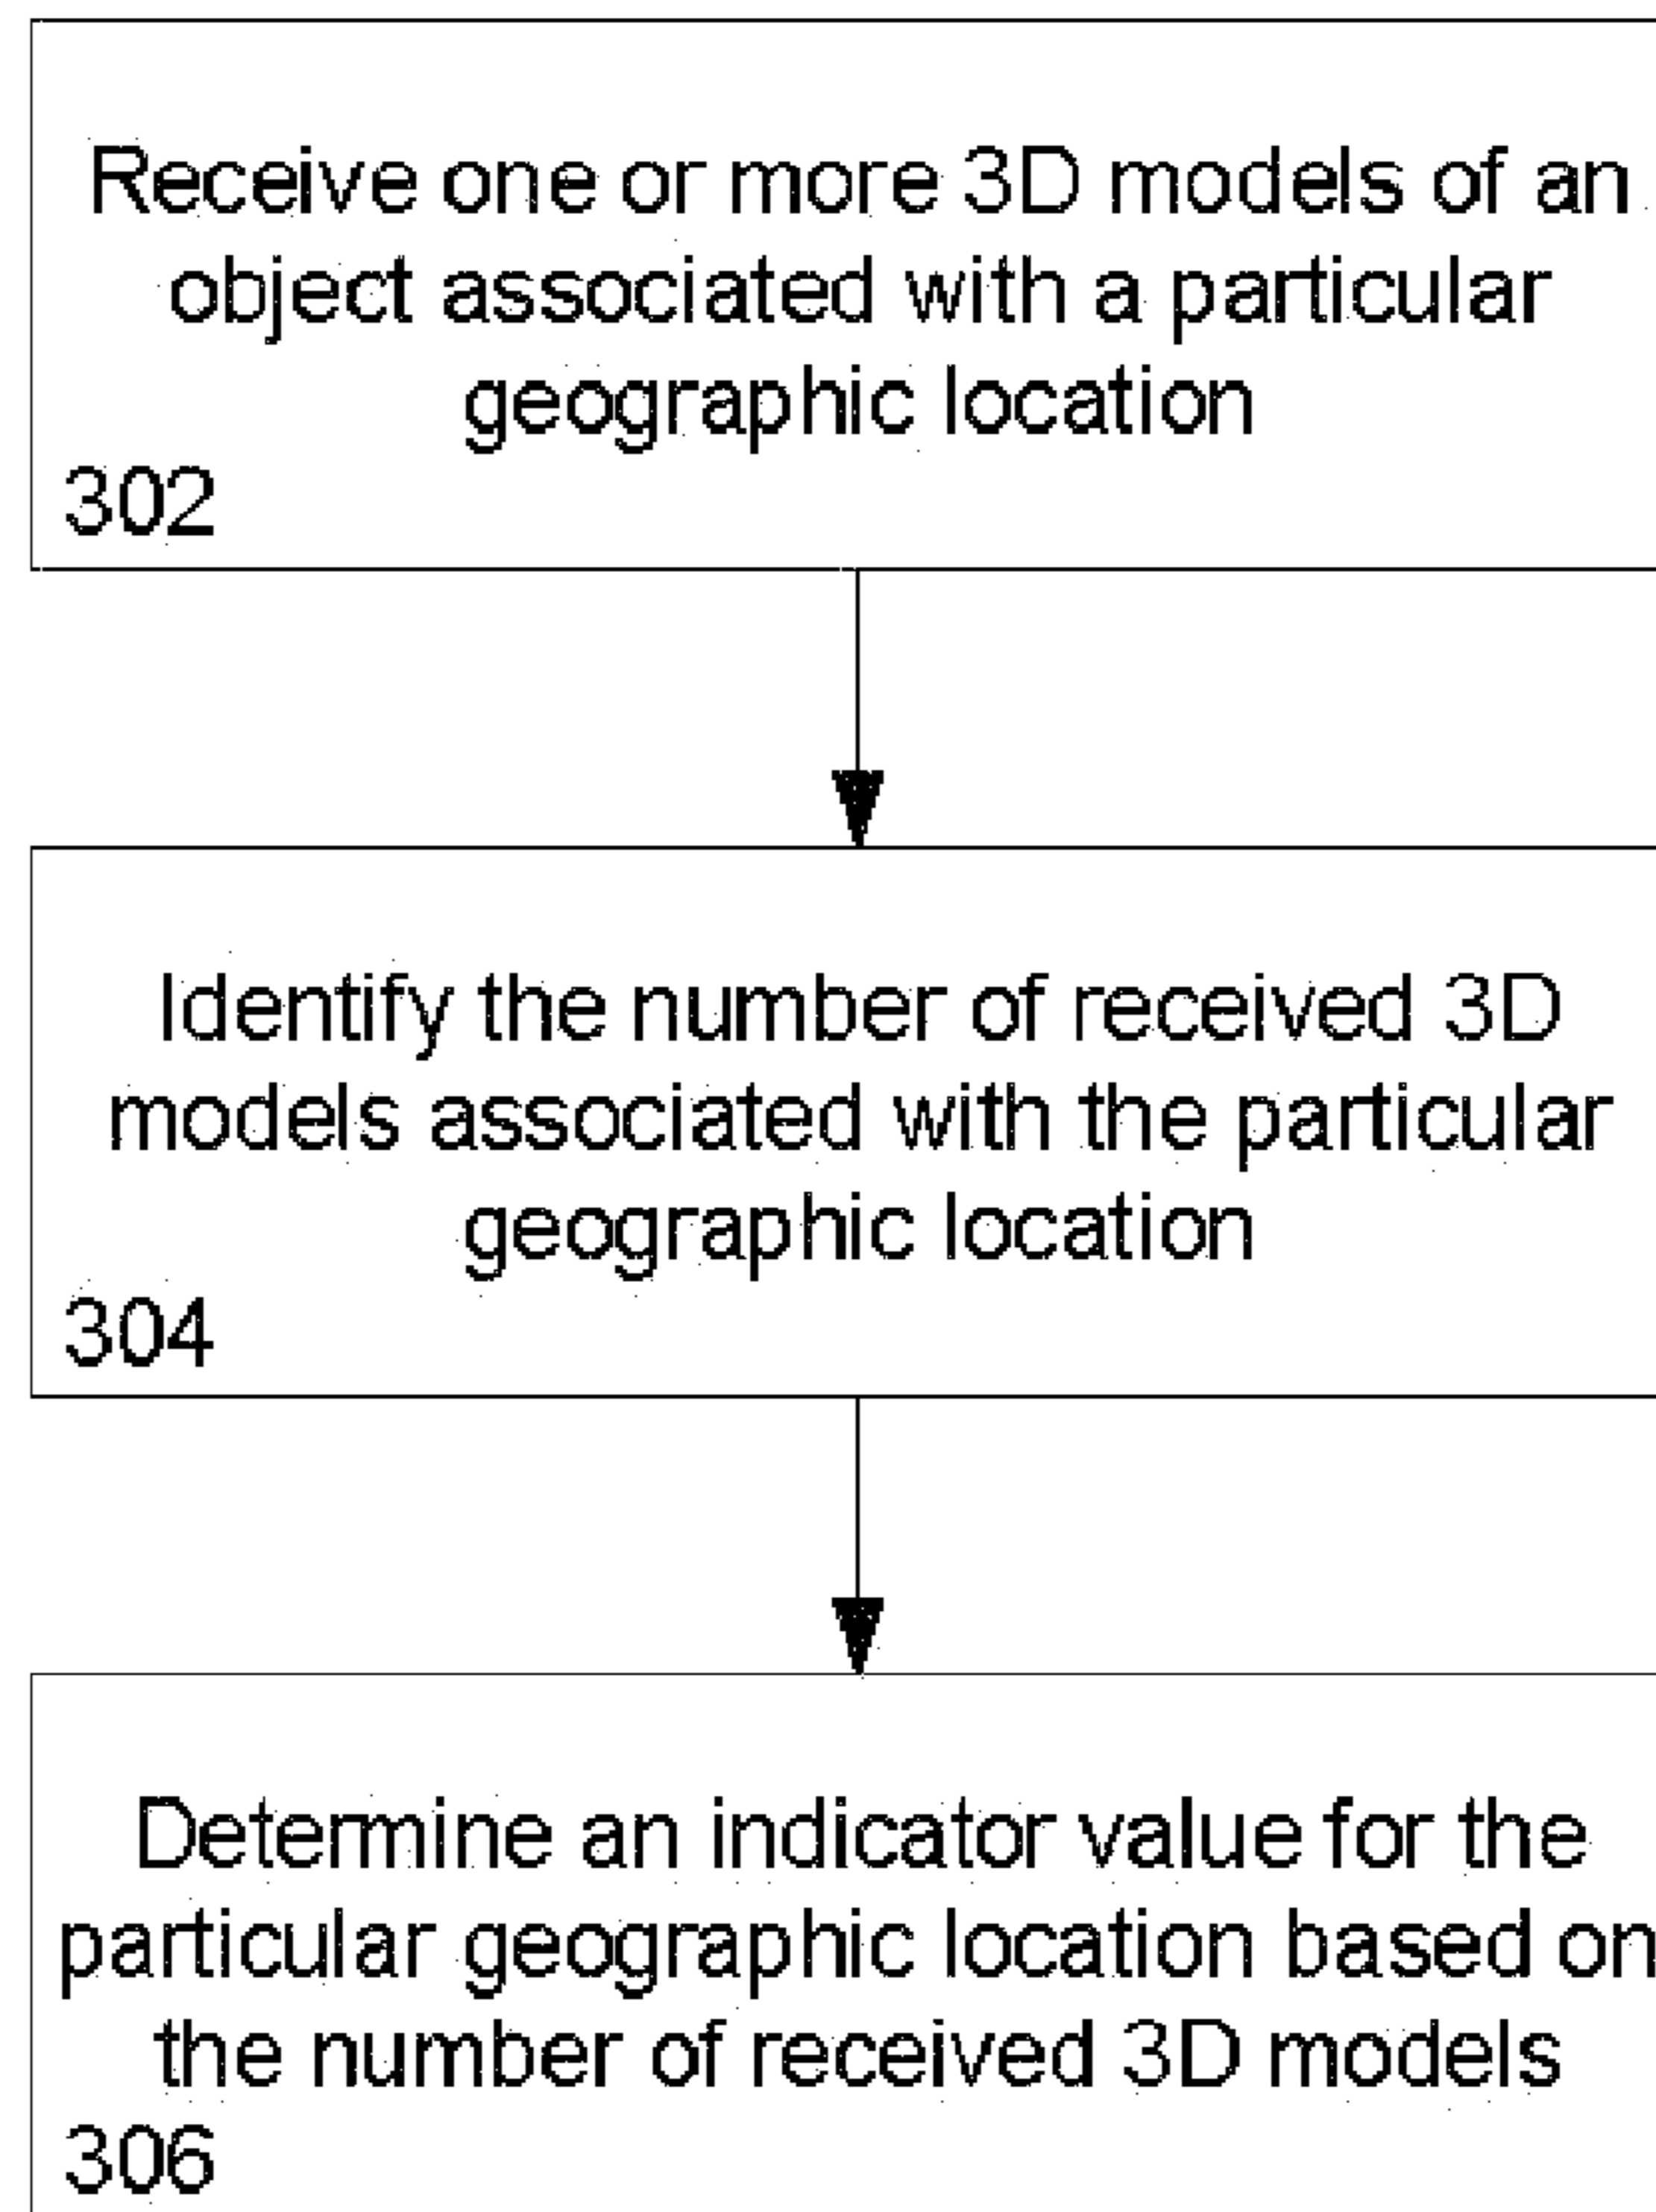 Receive one or more 3D models of an
object associated with a particular
geographic location
302
Identify the number of received 3D
models associated with the particular
geographic location
304
Determine an indicator value for the
particular geographic location based on
the number of received 3D models
306